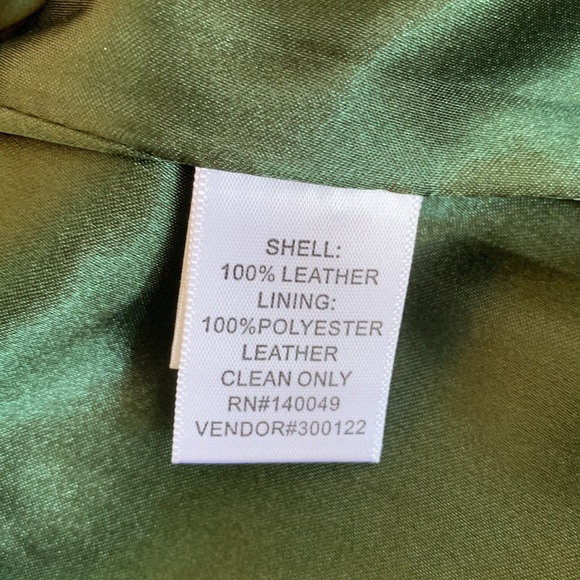 SHELL:
100% LEATHER
LINING:
100%POLYESTER
LEATHER
CLEAN ONLY
RN#140049
VENDOR#300122